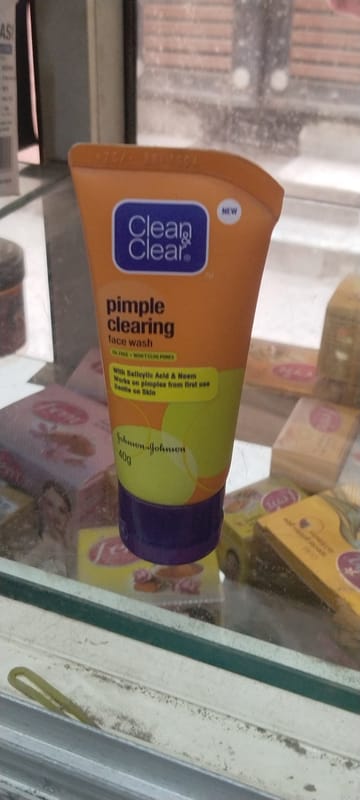 NEW
Clean &
Clear®
pimple
clearing
face wash
OIL FREE • WON'T CLOG PORES
With Salicylic Acid & Neem
Works on pimples from first use
Gentle on Skin
Johnson & Johnson
40g